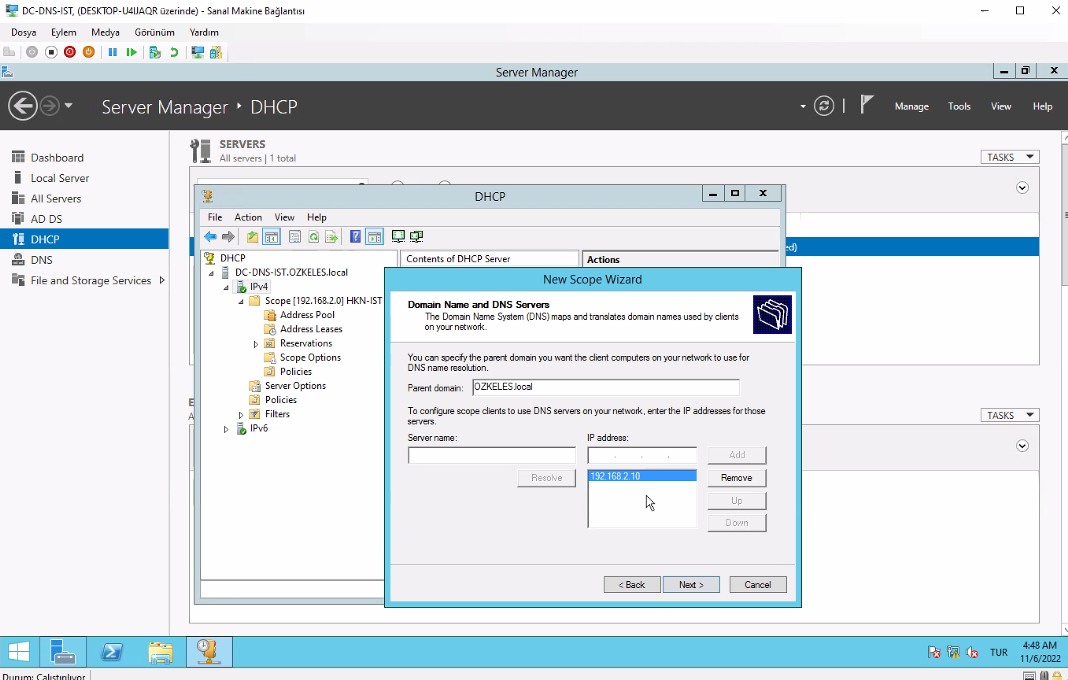 DC-DNS-IST, (DESKTOP-U4IJAQR üzerinde) - Sanal Makine Bağlantısı
Dosya Eylem Medya Görünüm Yardım
Server Manager
Server Manager DHCP
Manage Tools View Help
Dashboard
Local Server
All Servers
AD DS
DHCP
DNS
File and Storage Services
SERVERS
All servers | 1 total
TASKS
DHCP
File Action View Help
DHCP
DC-DNS-IST.OZKELES.local
IPv4
Scope [192.168.2.0] HKN-IST
Address Pool
Address Leases
Reservations
Scope Options
Policies
Server Options
Policies
Filters
IPv6
Contents of DHCP Server
Actions
New Scope Wizard
Domain Name and DNS Servers
The Domain Name System (DNS) maps and translates domain names used by clients
on your network.
You can specify the parent domain you want the client computers on your network to use for
DNS name resolution.
Parent domain: OZKELES.local
To configure scope clients to use DNS servers on your network, enter the IP addresses for those
servers.
Server name: IP address:
Add
Resolve
192.168.2.10
Remove
Up
Down
< Back Next > Cancel
TASKS
TUR
4:48 AM
11/6/2022
Durum: Çalıştırılıyor